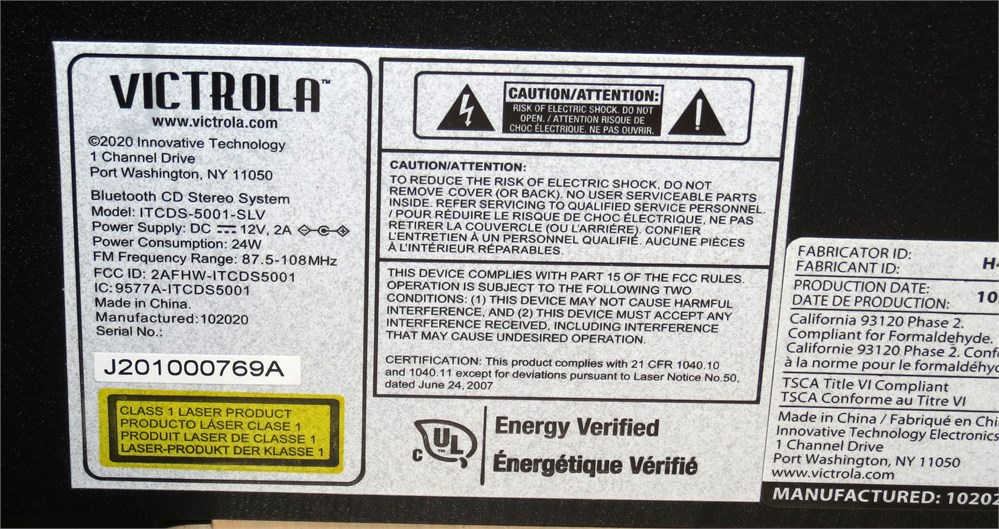 VICTROLA™
www.victrola.com
©2020 Innovative Technology
1 Channel Drive
Port Washington, NY 11050
Bluetooth CD Stereo System
Model: ITCDS-5001-SLV
Power Supply: DC ⎓ 12V, 2A
Power Consumption: 24W
FM Frequency Range: 87.5-108MHz
FCC ID: 2AFHW-ITCDS5001
IC: 9577A-ITCDS5001
Made in China.
Manufactured:102020
Serial No.:
J201000769A
CLASS 1 LASER PRODUCT
PRODUCTO LÁSER CLASE 1
PRODUIT LASER DE CLASSE 1
LASER-PRODUKT DER KLASSE 1
CAUTION/ATTENTION:
RISK OF ELECTRIC SHOCK. DO NOT
OPEN. / ATTENTION RISQUE DE
CHOC ÉLECTRIQUE. NE PAS OUVRIR.
CAUTION/ATTENTION:
TO REDUCE THE RISK OF ELECTRIC SHOCK, DO NOT
REMOVE COVER (OR BACK). NO USER SERVICEABLE PARTS
INSIDE. REFER SERVICING TO QUALIFIED SERVICE PERSONNEL.
/ POUR RÉDUIRE LE RISQUE DE CHOC ÉLECTRIQUE, NE PAS
RETIRER LA COUVERCLE (OU L'ARRIÉRE). CONFIER
L'ENTRETIEN À UN PERSONNEL QUALIFIÉ. AUCUNE PIÈCES
À L'INTÉRIEUR RÉPARABLES.
THIS DEVICE COMPLIES WITH PART 15 OF THE FCC RULES.
OPERATION IS SUBJECT TO THE FOLLOWING TWO
CONDITIONS: (1) THIS DEVICE MAY NOT CAUSE HARMFUL
INTERFERENCE, AND (2) THIS DEVICE MUST ACCEPT ANY
INTERFERENCE RECEIVED, INCLUDING INTERFERENCE
THAT MAY CAUSE UNDESIRED OPERATION.
CERTIFICATION: This product complies with 21 CFR 1040.10
and 1040.11 except for deviations pursuant to Laser Notice No.50,
dated June 24, 2007
c UL
Energy Verified
Énergétique Vérifié
FABRICATOR ID:
FABRICANT ID:
PRODUCTION DATE:
DATE DE PRODUCTION:
California 93120 Phase 2.
Compliant for Formaldehyde.
Californie 93120 Phase 2.
à la norme pour le
TSCA Title VI Compliant
TSCA Conforme au Titre VI
Made in China / Fabriqué en
Innovative Technology Electronics
1 Channel Drive
Port Washington, NY 11050
www.victrola.com
MANUFACTURED: